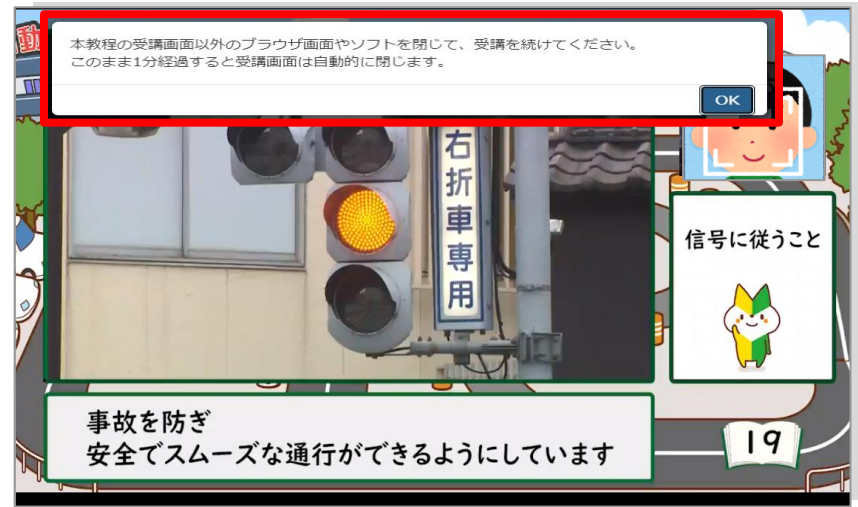 動
本教程の受講画面以外のブラウザ画面やソフトを閉じて、受講を続けてください。
このまま1分経過すると受講画面は自動的に閉じます。
OK
右折車専用
信号に従うこと
事故を防ぎ
安全でスムーズな通行ができるようにしています
19